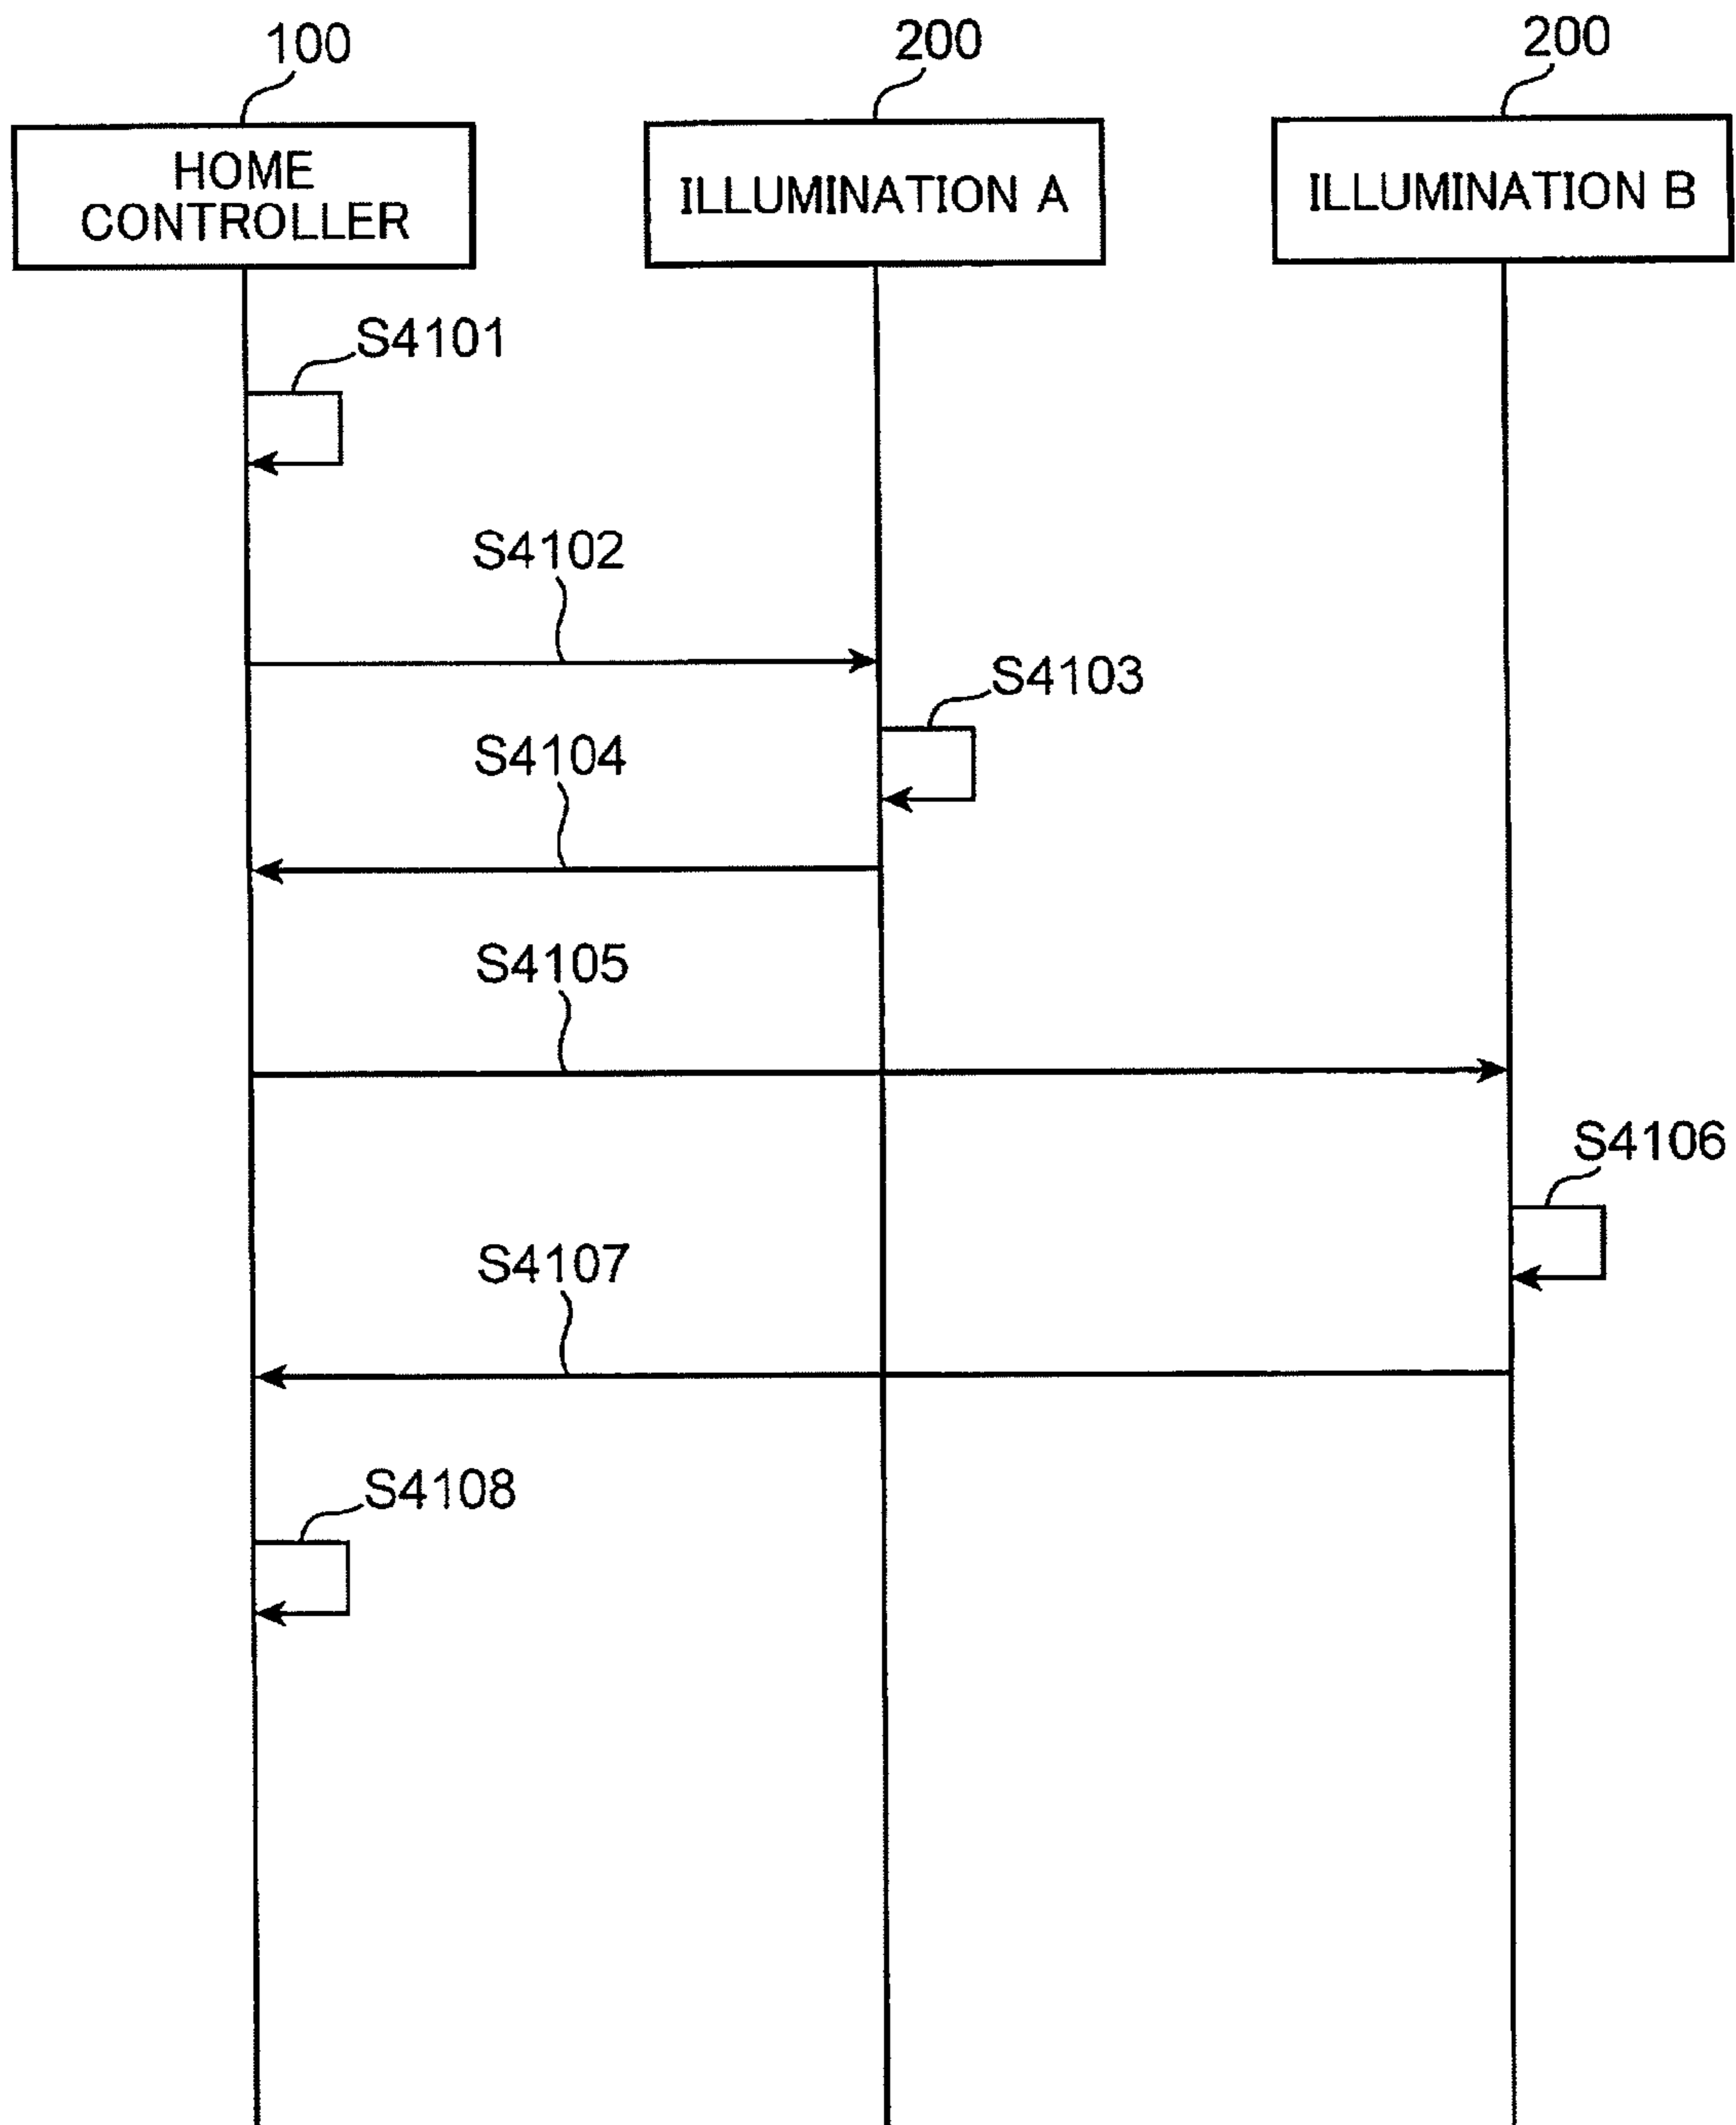 100
200
200
HOME
CONTROLLER
ILLUMINATION A
ILLUMINATION B
S4101
S4102
S4103
S4104
S4105
S4106
S4107
S4108